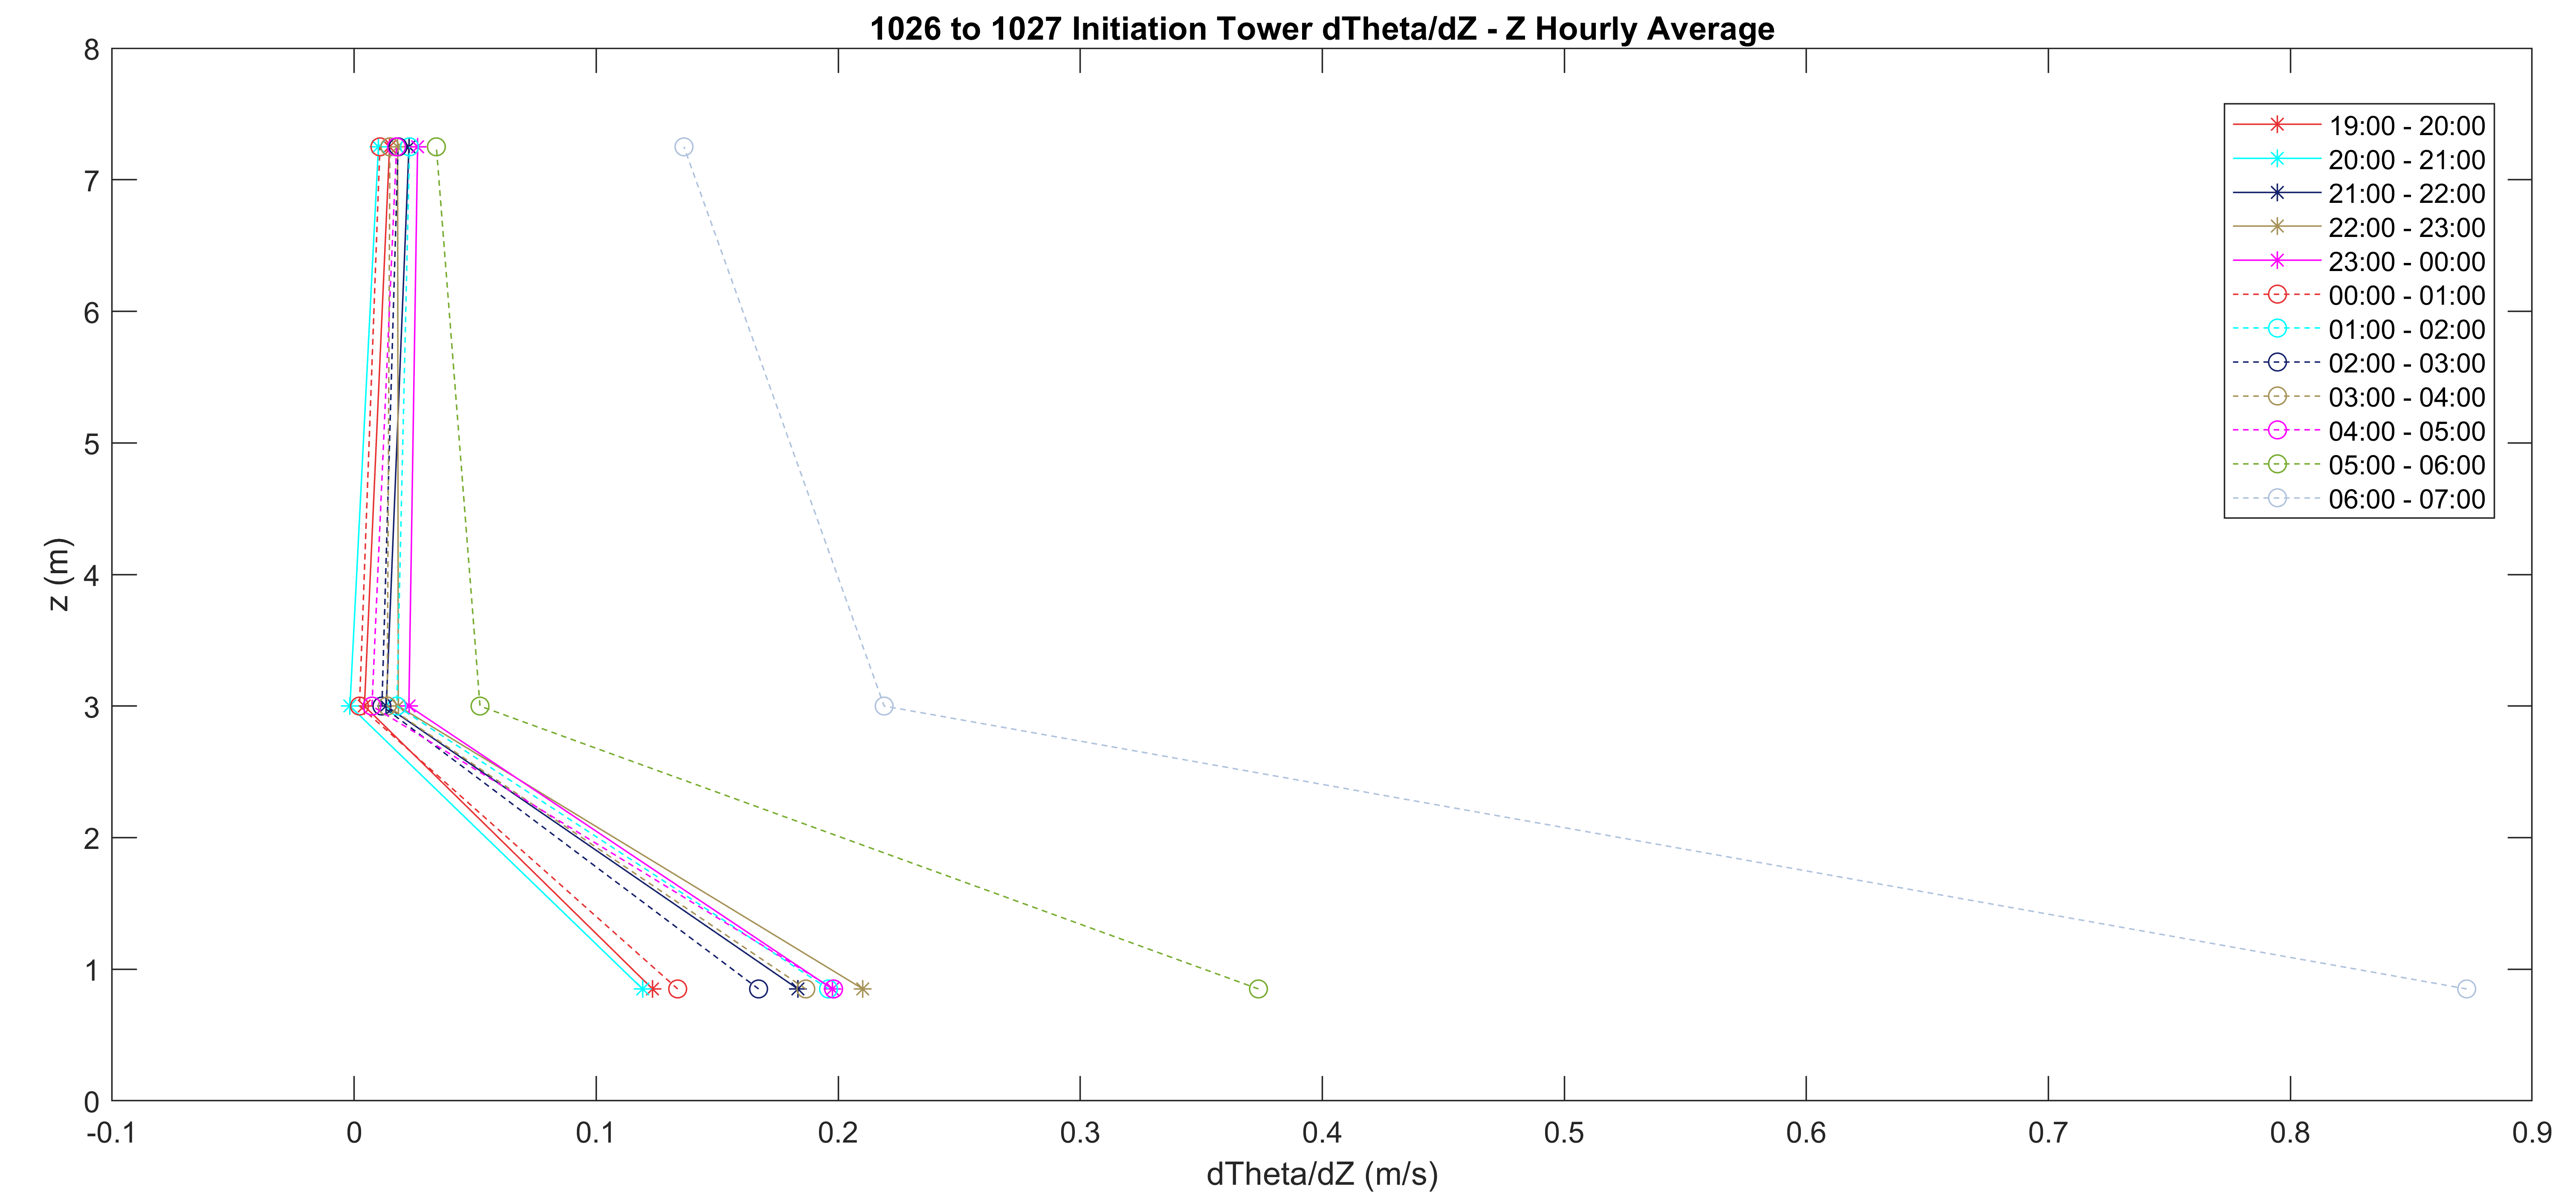 1026 to 1027 Initiation Tower dTheta/dZ - Z Hourly Average
8
7
6
5
4
3
2
1
0
z (m)
-0.1 0 0.1 0.2 0.3 0.4 0.5 0.6 0.7 0.8 0.9
dTheta/dZ (m/s)
19:00 - 20:00
20:00 - 21:00
21:00 - 22:00
22:00 - 23:00
23:00 - 00:00
00:00 - 01:00
01:00 - 02:00
02:00 - 03:00
03:00 - 04:00
04:00 - 05:00
05:00 - 06:00
06:00 - 07:00